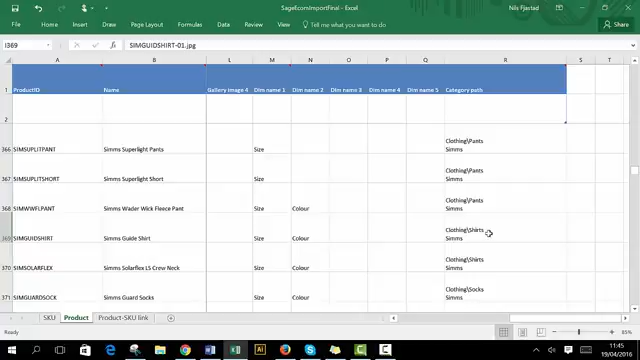 SageEcomImportFinal - Excel
Nils Fjastad
File Home Insert Draw Page Layout Formulas Data Review View Tell me what you want to do Share
I369 SIMGUIDSHIRT-01.jpg
A B L M N O P Q R S T
1 ProductID Name Gallery image 4 Dim name 1 Dim name 2 Dim name 3 Dim name 4 Dim name 5 Category path
2
Clothing\Pants
366 SIMSUPLITPANT Simms Superlight Pants Size Simms
Clothing\Pants
367 SIMSUPLITSHORT Simms Superlight Short Size Simms
Clothing\Pants
368 SIMWWFLPANT Simms Wader Wick Fleece Pant Size Colour Simms
Clothing\Shirts
369 SIMGUIDSHIRT Simms Guide Shirt Size Colour Simms
Clothing\Shirts
370 SIMSOLARFLEX Simms Solarflex LS Crew Neck Size Colour Simms
Clothing\Socks
371 SIMGUARDSOCK Simms Guard Socks Size Colour Simms
SKU Product Product-SKU link
Ready 85%
11:45
19/04/2016